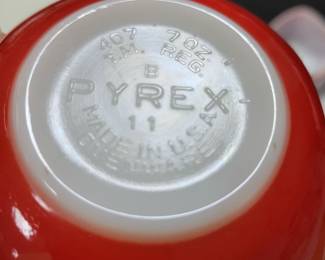 407 7 OZ.
T.M. REG.
B
PYREX
11
MADE IN U.S.A.